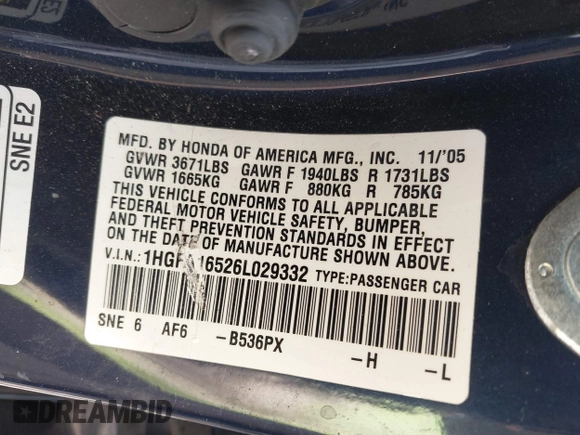 SNE E2
MFD. BY HONDA OF AMERICA MFG., INC. 11/'05
GVWR 3671LBS GAWR F 1940LBS R 1731LBS
GVWR 1665KG GAWR F 880KG R 785KG
THIS VEHICLE CONFORMS TO ALL APPLICABLE
FEDERAL MOTOR VEHICLE SAFETY, BUMPER,
AND THEFT PREVENTION STANDARDS IN EFFECT
ON THE DATE OF MANUFACTURE SHOWN ABOVE.
V.I.N.: TYPE:PASSENGER CAR
SNE 6 AF6 -B536PX -H -L
DREAMBID